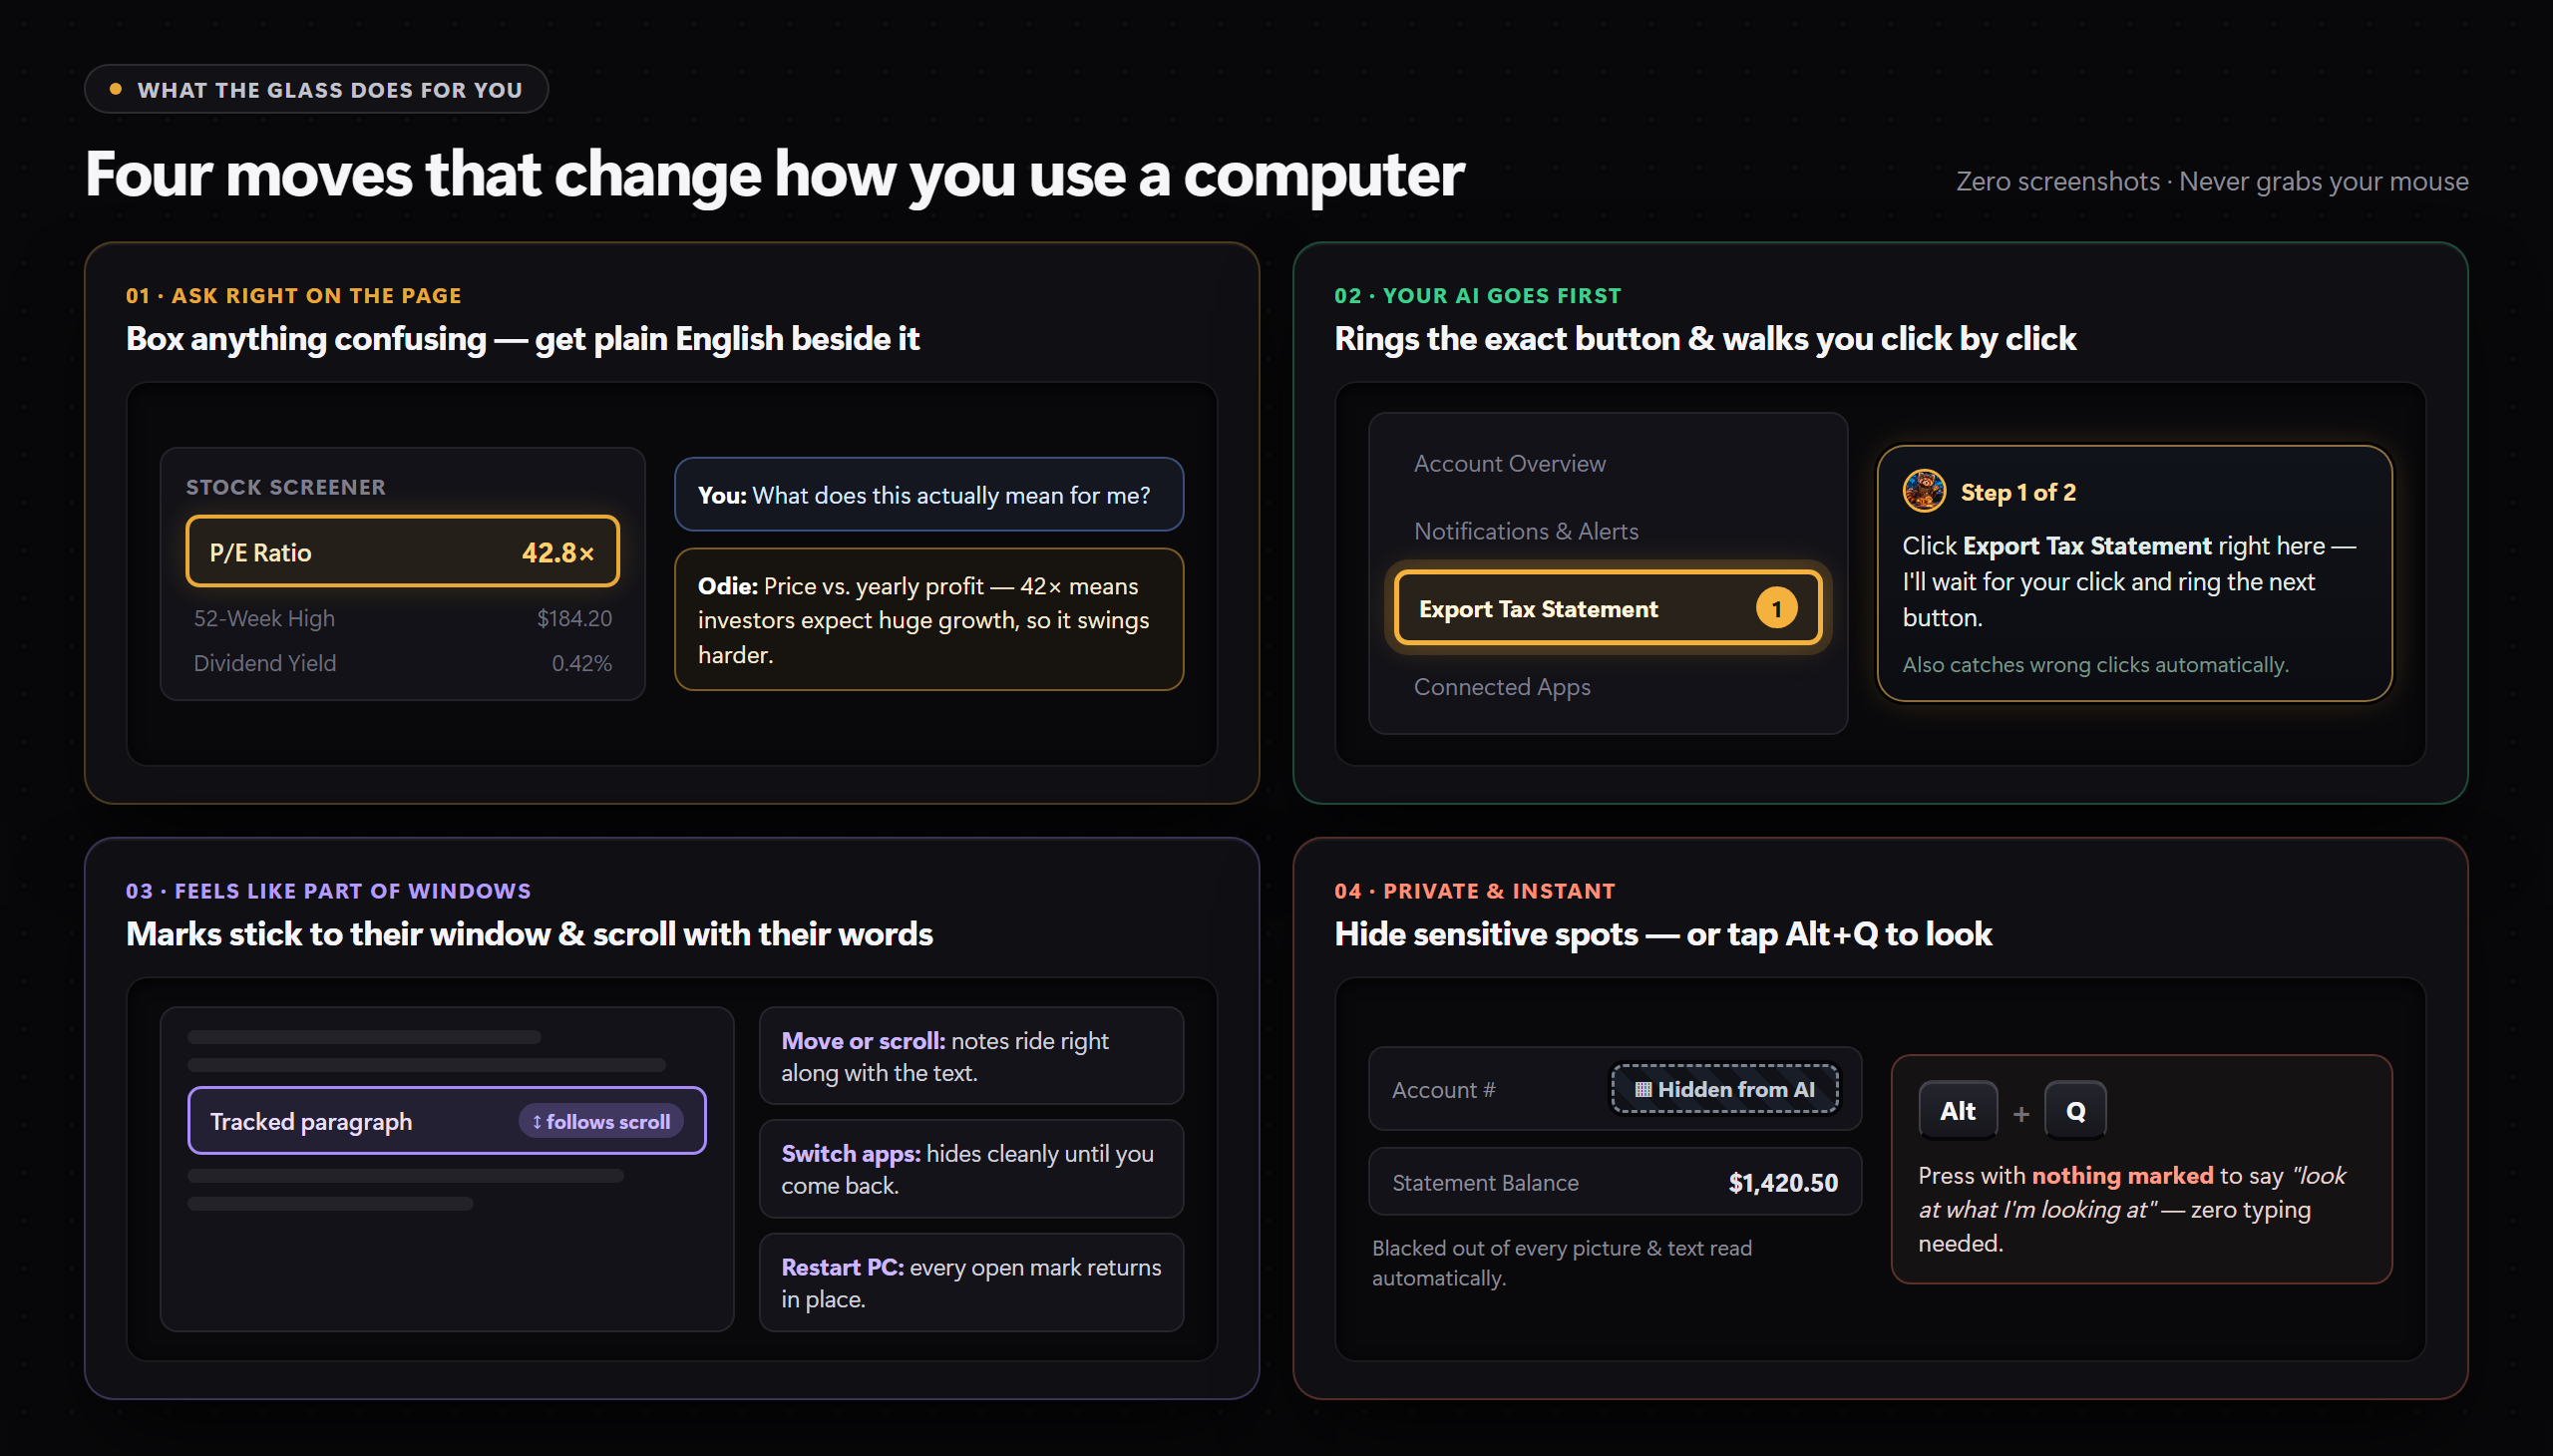 WHAT THE GLASS DOES FOR YOU
Four moves that change how you use a computer
Zero screenshots · Never grabs your mouse
01 · ASK RIGHT ON THE PAGE
Box anything confusing — get plain English beside it
STOCK SCREENER
P/E Ratio 42.8×
52-Week High $184.20
Dividend Yield 0.42%
You: What does this actually mean for me?
Odie: Price vs. yearly profit — 42× means
investors expect huge growth, so it swings
harder.
02 · YOUR AI GOES FIRST
Rings the exact button & walks you click by click
Account Overview
Notifications & Alerts
Export Tax Statement 1
Connected Apps
Step 1 of 2
Click Export Tax Statement right here —
I'll wait for your click and ring the next
button.
Also catches wrong clicks automatically.
03 · FEELS LIKE PART OF WINDOWS
Marks stick to their window & scroll with their words
Tracked paragraph ↕ follows scroll
Move or scroll: notes ride right
along with the text.
Switch apps: hides cleanly until you
come back.
Restart PC: every open mark returns
in place.
04 · PRIVATE & INSTANT
Hide sensitive spots — or tap Alt+Q to look
Account # ▦ Hidden from AI
Statement Balance $1,420.50
Blacked out of every picture & text read
automatically.
Alt + Q
Press with nothing marked to say "look
at what I'm looking at" — zero typing
needed.